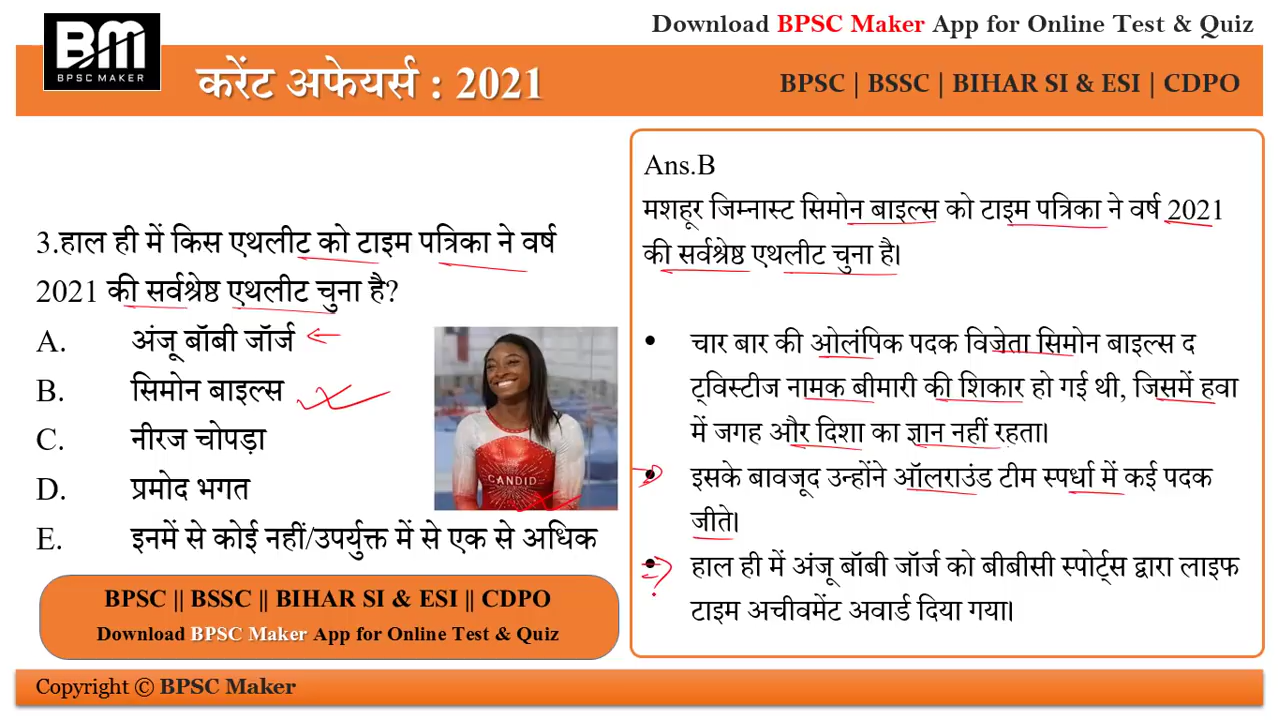 Download BPSC Maker App for Online Test & Quiz
BM
BPSC MAKER
करेंट अफेयर्स : 2021
BPSC | BSSC | BIHAR SI & ESI | CDPO
3.हाल ही में किस एथलीट को टाइम पत्रिका ने वर्ष
2021 की सर्वश्रेष्ठ एथलीट चुना है?
A. अंजू बॉबी जॉर्ज
B. सिमोन बाइल्स
C. नीरज चोपड़ा
D. प्रमोद भगत
E. इनमें से कोई नहीं/उपर्युक्त में से एक से अधिक
CANDID
BPSC || BSSC || BIHAR SI & ESI || CDPO
Download BPSC Maker App for Online Test & Quiz
Ans.B
मशहूर जिम्नास्ट सिमोन बाइल्स को टाइम पत्रिका ने वर्ष 2021
की सर्वश्रेष्ठ एथलीट चुना है।
• चार बार की ओलंपिक पदक विजेता सिमोन बाइल्स द
ट्विस्टीज नामक बीमारी की शिकार हो गई थी, जिसमें हवा
में जगह और दिशा का ज्ञान नहीं रहता।
• इसके बावजूद उन्होंने ऑलराउंड टीम स्पर्धा में कई पदक
जीते।
• हाल ही में अंजू बॉबी जॉर्ज को बीबीसी स्पोर्ट्स द्वारा लाइफ
टाइम अचीवमेंट अवार्ड दिया गया।
Copyright © BPSC Maker